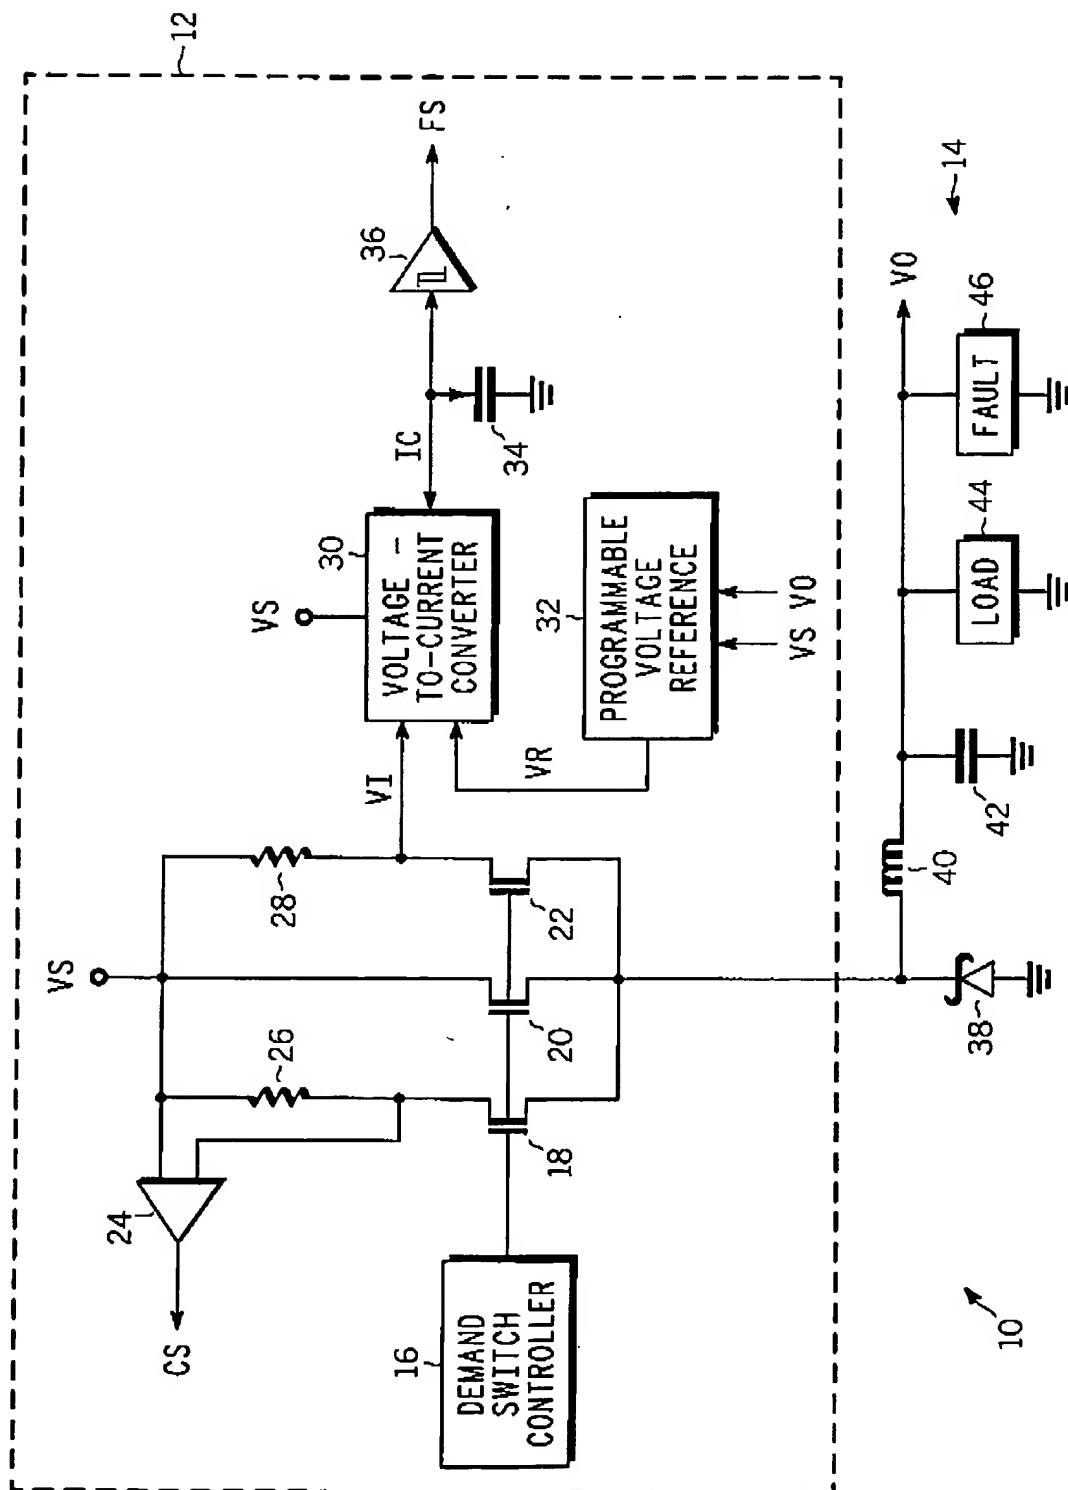 12
VS
24
26
28
CS
VI
VS
30
VOLTAGE -
TO-CURRENT
CONVERTER
IC
36
FS
34
18
20
22
VR
32
PROGRAMMABLE
VOLTAGE
REFERENCE
VS VO
16
DEMAND
SWITCH
CONTROLLER
10
38
40
42
44
LOAD
46
FAULT
VO
14